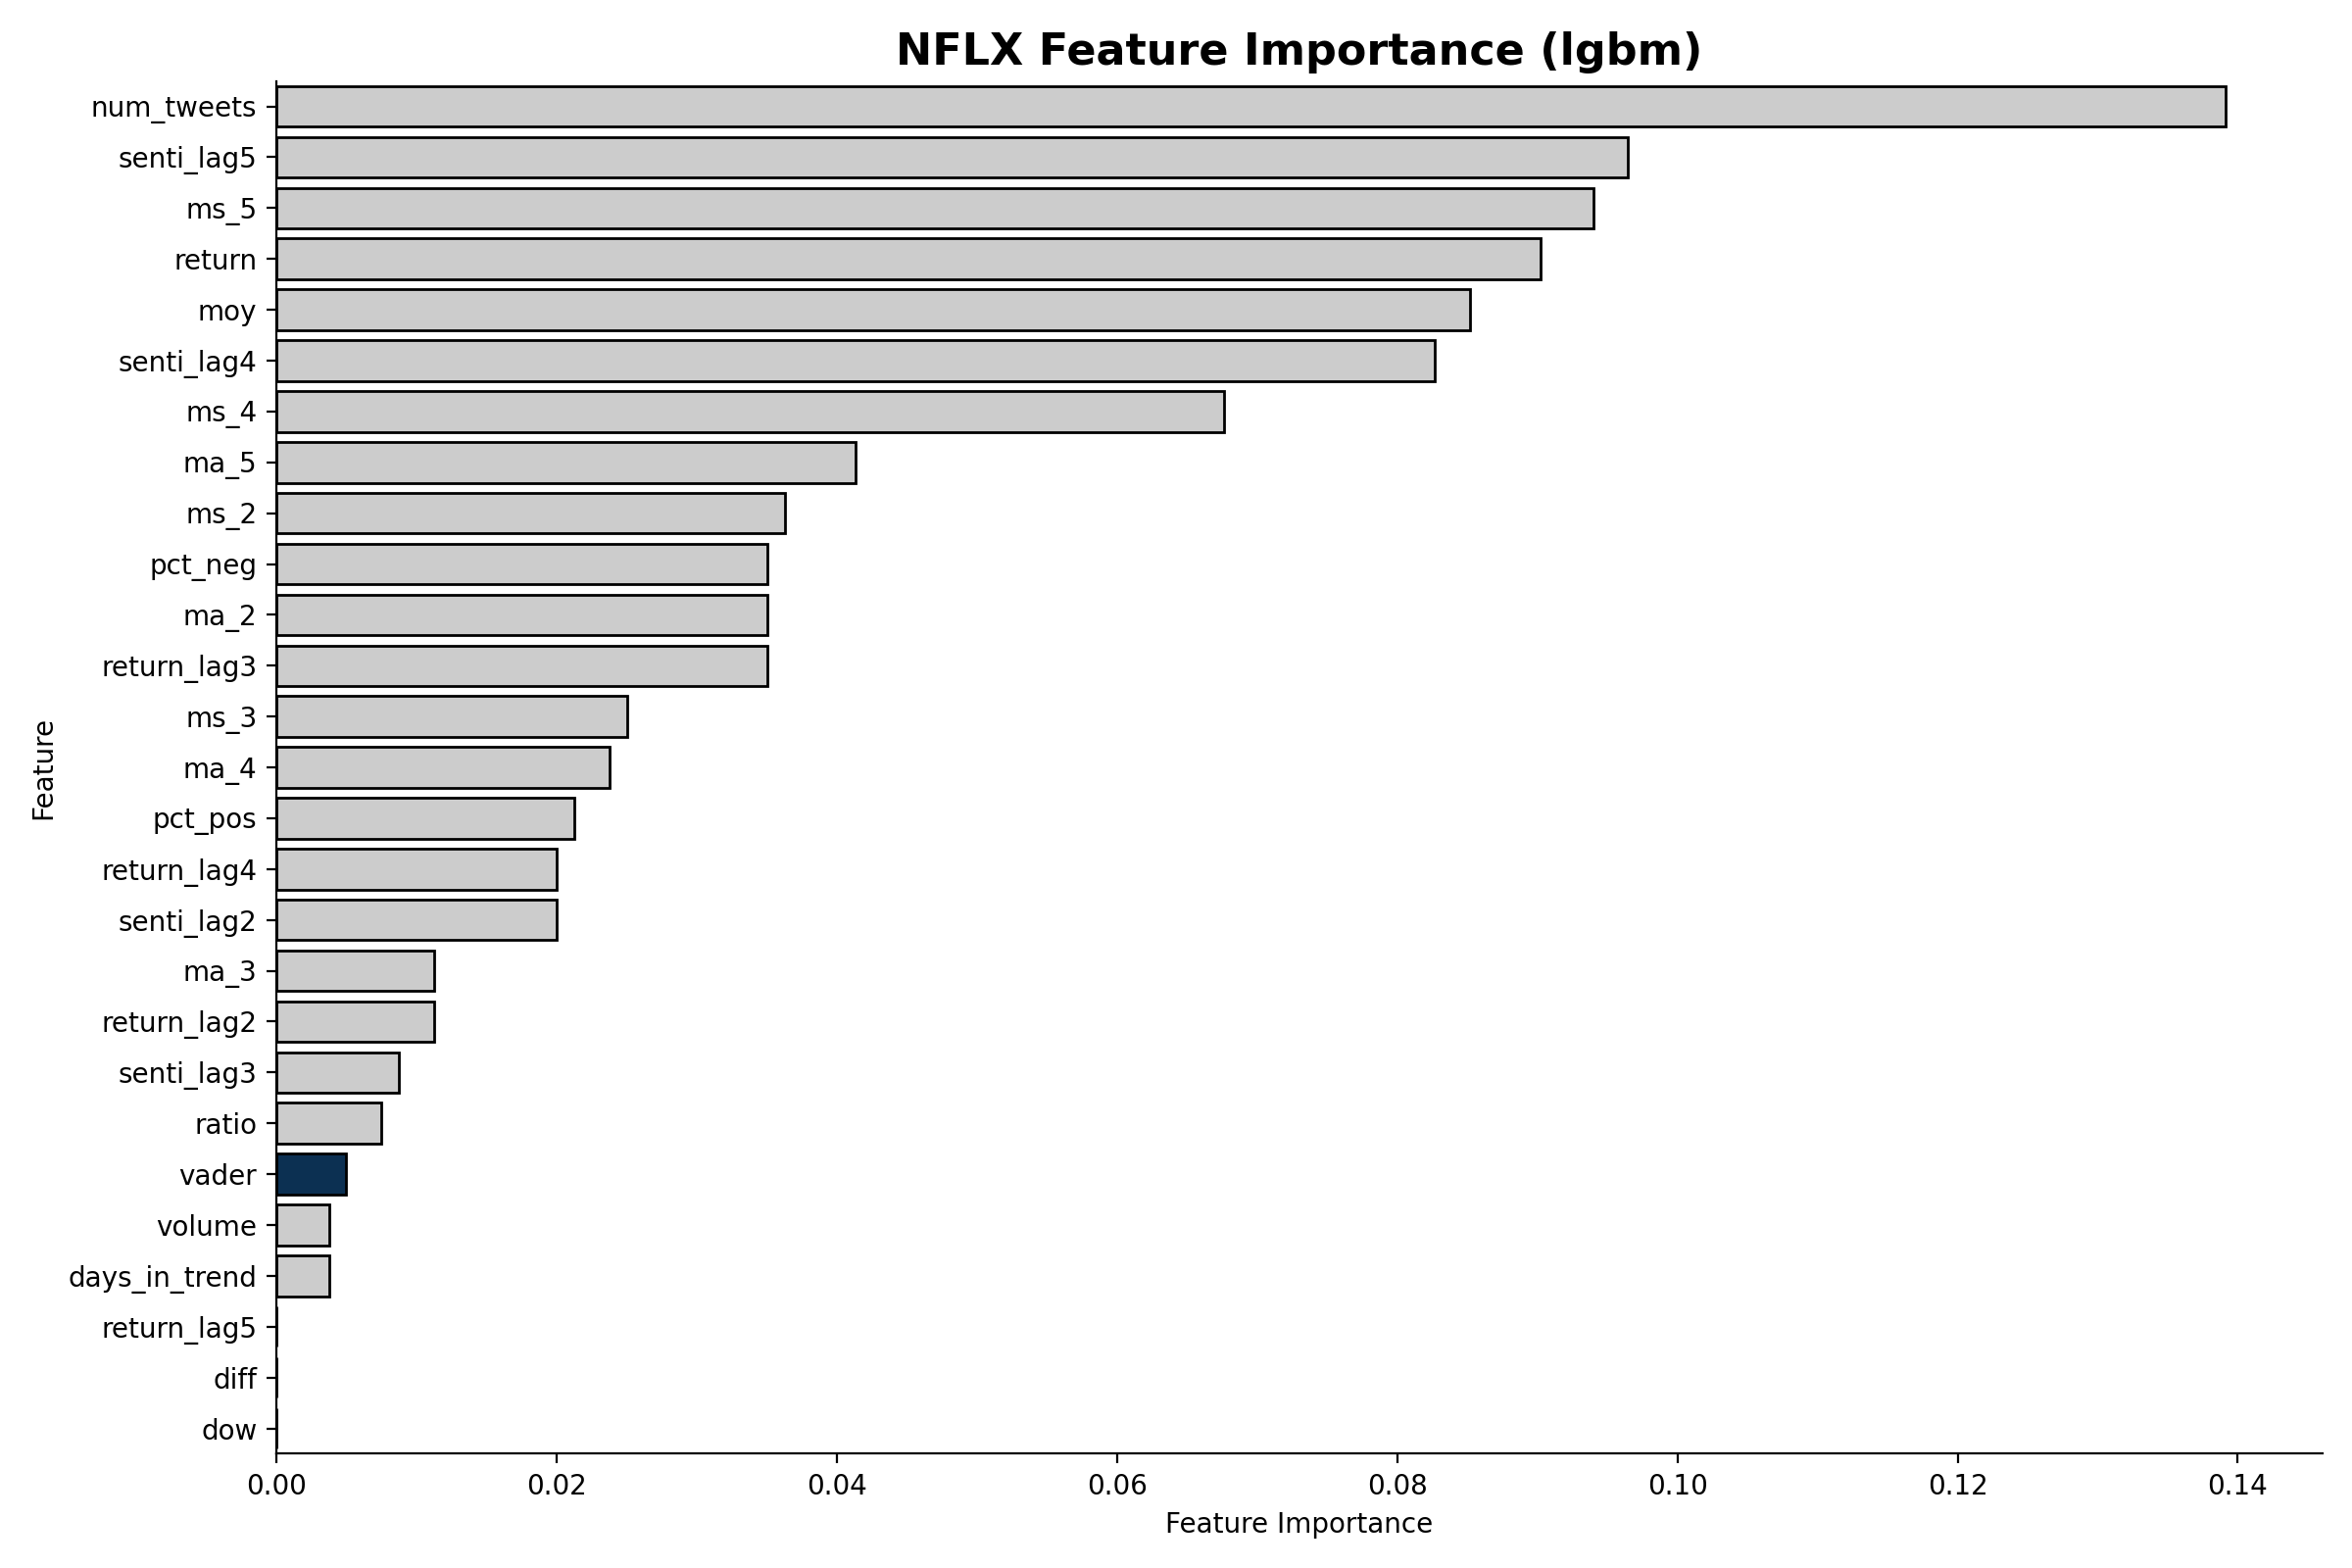 NFLX Feature Importance (lgbm)
num_tweets
senti_lag5
ms_5
return
moy
senti_lag4
ms_4
ma_5
ms_2
pct_neg
ma_2
return_lag3
ms_3
ma_4
pct_pos
return_lag4
senti_lag2
ma_3
return_lag2
senti_lag3
ratio
vader
volume
days_in_trend
return_lag5
diff
dow
Feature
0.00 0.02 0.04 0.06 0.08 0.10 0.12 0.14
Feature Importance